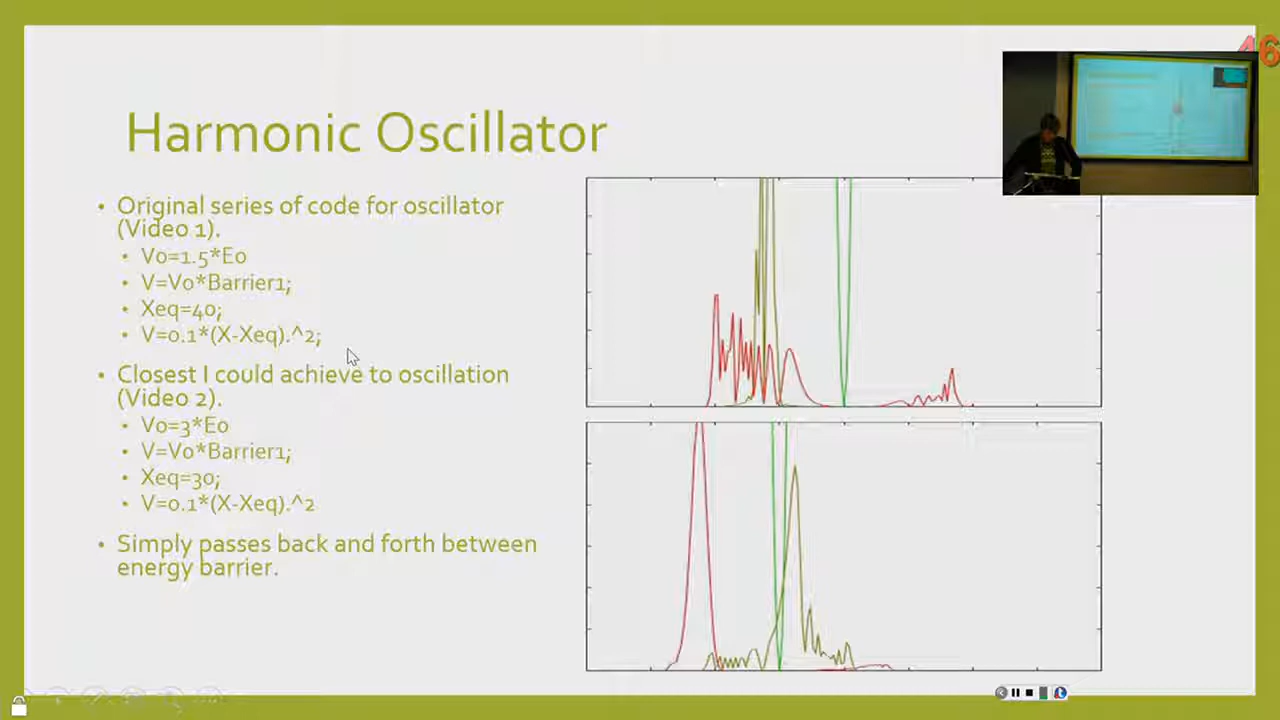 46
Harmonic Oscillator
• Original series of code for oscillator
(Video 1).
• Vo=1.5*Eo
• V=Vo*Barrier1;
• Xeq=40;
• V=0.1*(X-Xeq).^2;
• Closest I could achieve to oscillation
(Video 2).
• Vo=3*Eo
• V=Vo*Barrier1;
• Xeq=30;
• V=0.1*(X-Xeq).^2
• Simply passes back and forth between
energy barrier.